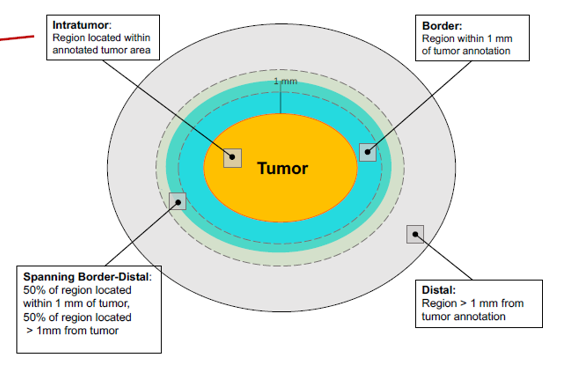 Intratumor:
Region located within
annotated tumor area
Border:
Region within 1 mm
of tumor annotation
1 mm
Tumor
Spanning Border-Distal:
50% of region located
within 1 mm of tumor,
50% of region located
> 1mm from tumor
Distal:
Region > 1 mm from
tumor annotation